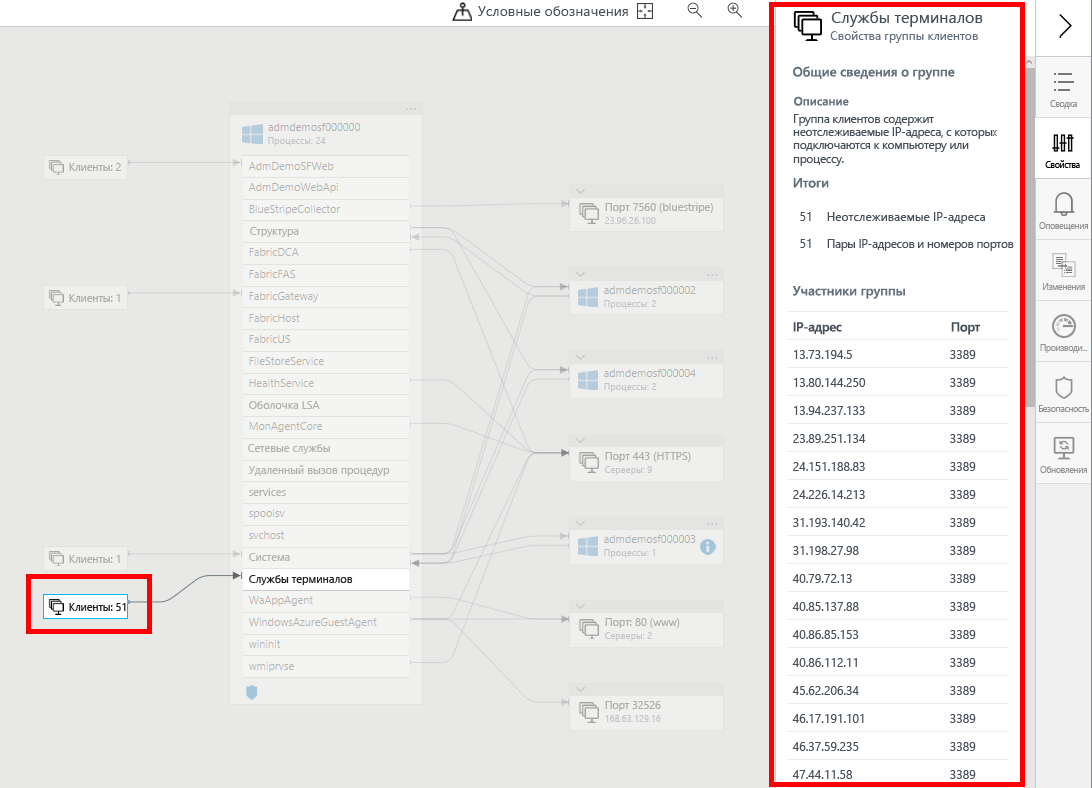 Условные обозначения
Клиенты: 2
Клиенты: 1
Клиенты: 1
Клиенты: 51
admdemosf000000
Процессы: 24
AdmDemoSFWeb
AdmDemoWebApi
BlueStripeCollector
Структура
FabricDCA
FabricFAS
FabricGateway
FabricHost
FabricUS
FileStoreService
HealthService
Оболочка LSA
MonAgentCore
Сетевые службы
Удаленный вызов процедур
services
spoolsv
svchost
Система
Службы терминалов
WaAppAgent
WindowsAzureGuestAgent
wininit
wmiprvse
Порт 7560 (bluestripe)
23.96.26.100
admdemosf000002
Процессы: 2
admdemosf000004
Процессы: 2
Порт 443 (HTTPS)
Серверы: 9
admdemosf000003
Процессы: 1
Порт: 80 (www)
Серверы: 2
Порт 32526
168.63.129.16
Службы терминалов
Свойства группы клиентов
Общие сведения о группе
Описание
Группа клиентов содержит
неотслеживаемые IP-адреса, с которых
подключаются к компьютеру или
процессу.
Итоги
51 Неотслеживаемые IP-адреса
51 Пары IP-адресов и номеров портов
Участники группы
IP-адрес Порт
13.73.194.5 3389
13.80.144.250 3389
13.94.237.133 3389
23.89.251.134 3389
24.151.188.83 3389
24.226.14.213 3389
31.193.140.42 3389
31.198.27.98 3389
40.79.72.13 3389
40.85.137.88 3389
40.86.85.153 3389
40.86.112.11 3389
45.62.206.34 3389
46.17.191.101 3389
46.37.59.235 3389
47.44.11.58 3389
Сводка
Свойства
Оповещения
Изменения
Производи...
Безопасность
Обновления